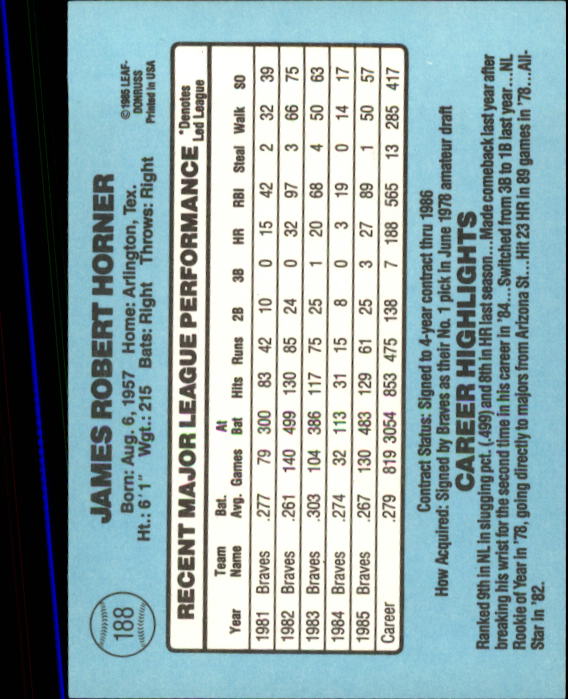 188
JAMES ROBERT HORNER
Born: Aug. 6, 1957 Home: Arlington, Tex.
Ht.: 6'1" Wgt.: 215 Bats: Right Throws: Right
© 1985 LEAF-
DONRUSS
Printed in USA
RECENT MAJOR LEAGUE PERFORMANCE
*Denotes
Led League
Team Bat. At
Year Name Avg. Games Bat Hits Runs 2B 3B HR RBI Steal Walk SO
1981 Braves .277 79 300 83 42 10 0 15 42 2 32 39
1982 Braves .261 140 499 130 85 24 0 32 97 3 66 75
1983 Braves .303 104 386 117 75 25 1 20 68 4 50 63
1984 Braves .274 32 113 31 15 8 0 3 19 0 14 17
1985 Braves .267 130 483 129 61 25 3 27 89 1 50 57
Career .279 819 3054 853 475 138 7 188 565 13 285 417
Contract Status: Signed to 4-year contract thru 1986
How Acquired: Signed by Braves as their No. 1 pick in June 1978 amateur draft
CAREER HIGHLIGHTS
Ranked 9th in NL in slugging pct. (.499) and 8th in HR last season...Made comeback last year after
breaking his wrist for the second time in his career in '84...Switched from 3B to 1B last year...NL
Rookie of Year in '78, going directly to majors from Arizona St...Hit 23 HR in 89 games in '78...All-
Star in '82.